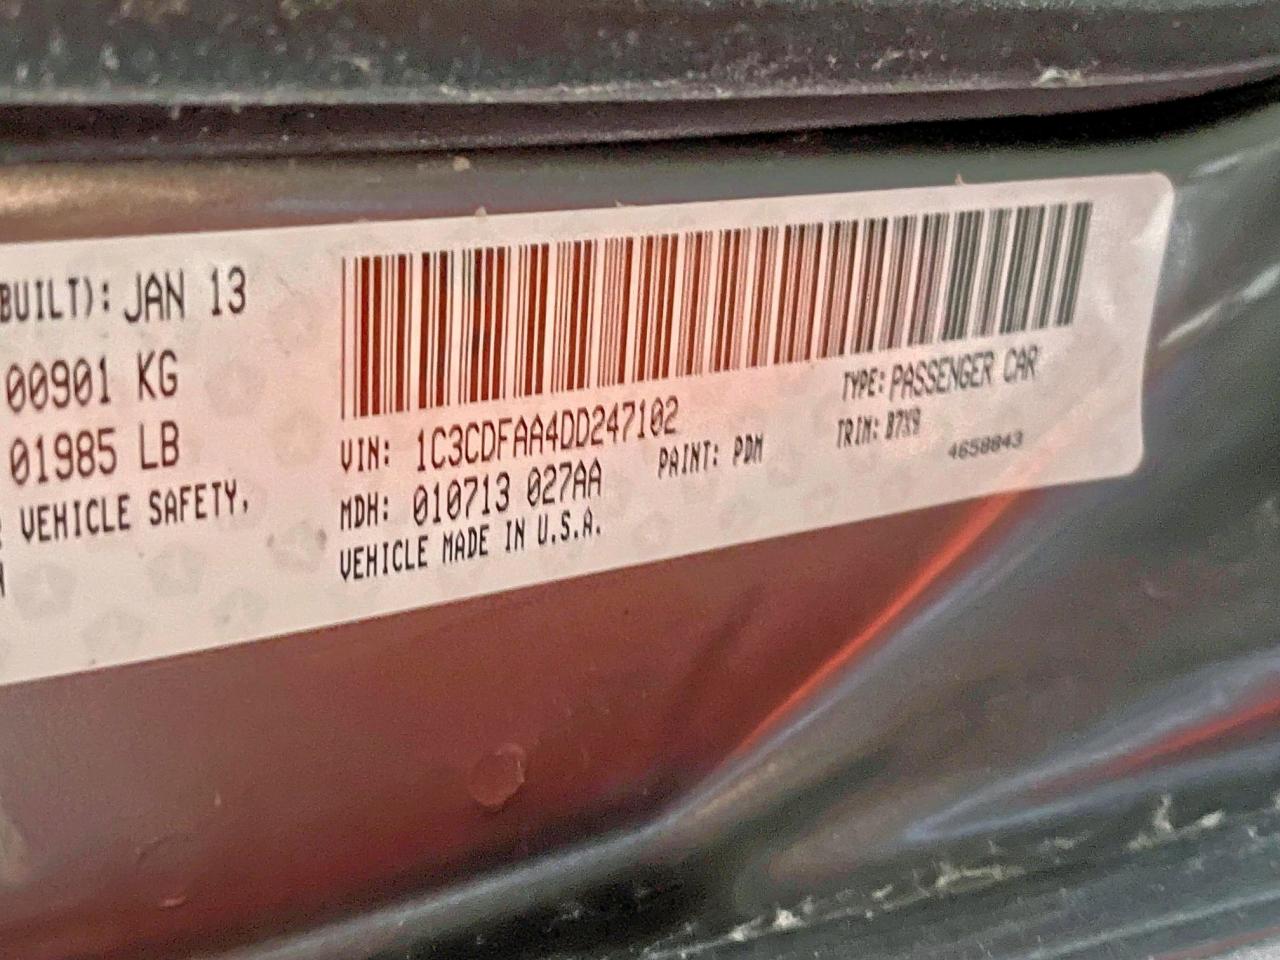 BUILT): JAN 13
00901 KG
01985 LB
VEHICLE SAFETY,
VIN: 1C3CDFAA4DD247102
TYPE: PASSENGER CAR
MDH: 010713 027AA
PAINT: PDM
TRIM: B7X9
4658843
VEHICLE MADE IN U.S.A.